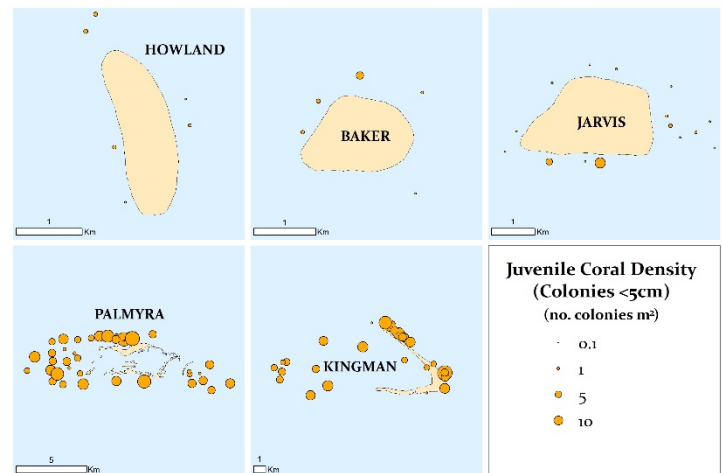 HOWLAND
1
Km
BAKER
1
Km
JARVIS
1
Km
PALMYRA
5
Km
KINGMAN
1
Km
Juvenile Coral Density
(Colonies <5cm)
(no. colonies m²)
0.1
1
5
10